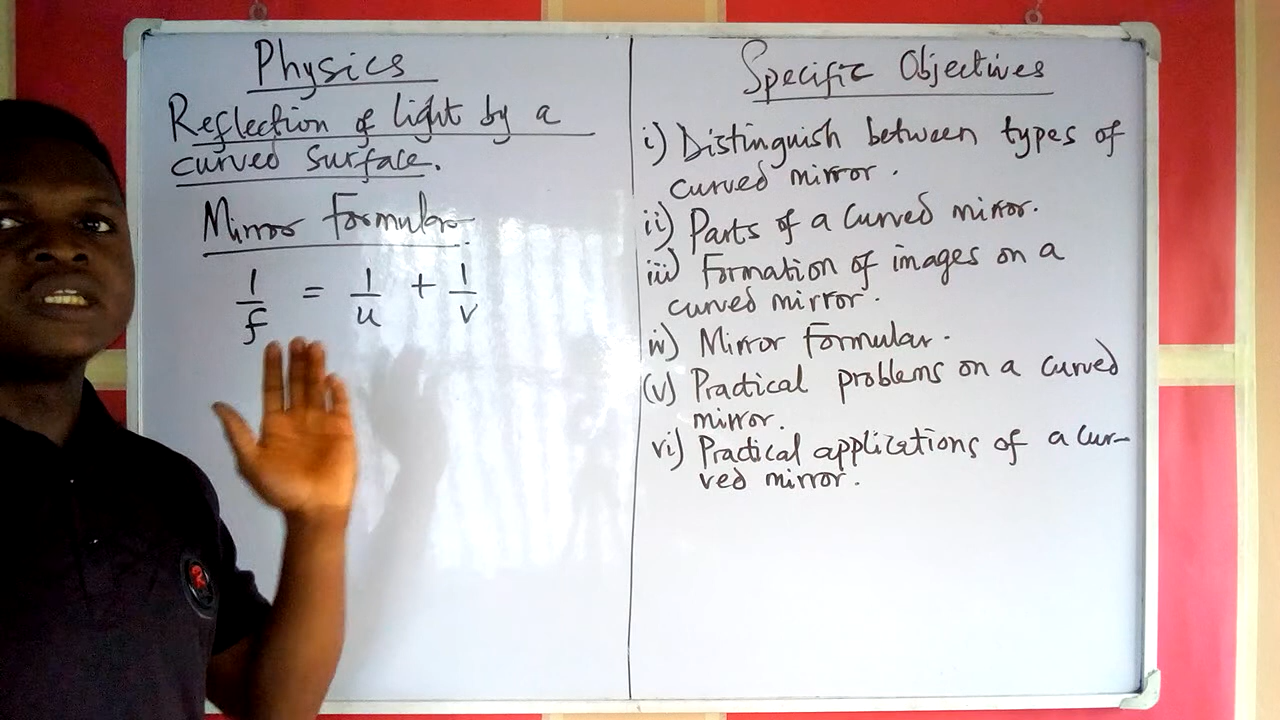 Physics
Reflection of light by a
curved surface.
Mirror Formular
1/f = 1/u + 1/v
Specific Objectives
i) Distinguish between types of
curved mirror.
ii) Parts of a curved mirror.
iii) Formation of images on a
curved mirror.
iv) Mirror formular.
(v) Practical problems on a curved
mirror.
vi) Practical applications of a cur-
ved mirror.